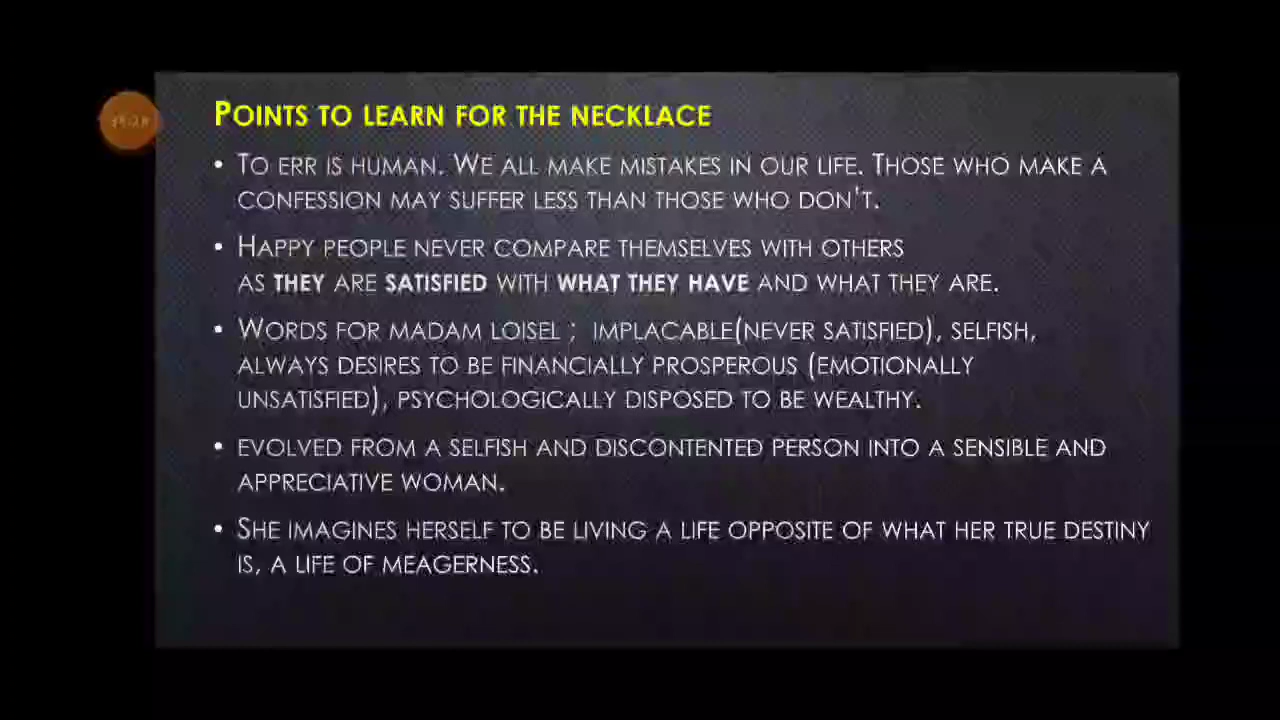 POINTS TO LEARN FOR THE NECKLACE
• TO ERR IS HUMAN. WE ALL MAKE MISTAKES IN OUR LIFE. THOSE WHO MAKE A
CONFESSION MAY SUFFER LESS THAN THOSE WHO DON'T.
• HAPPY PEOPLE NEVER COMPARE THEMSELVES WITH OTHERS
AS THEY ARE SATISFIED WITH WHAT THEY HAVE AND WHAT THEY ARE.
• WORDS FOR MADAM LOISEL ; IMPLACABLE(NEVER SATISFIED), SELFISH,
ALWAYS DESIRES TO BE FINANCIALLY PROSPEROUS (EMOTIONALLY
UNSATISFIED), PSYCHOLOGICALLY DISPOSED TO BE WEALTHY.
• EVOLVED FROM A SELFISH AND DISCONTENTED PERSON INTO A SENSIBLE AND
APPRECIATIVE WOMAN.
• SHE IMAGINES HERSELF TO BE LIVING A LIFE OPPOSITE OF WHAT HER TRUE DESTINY
IS, A LIFE OF MEAGERNESS.